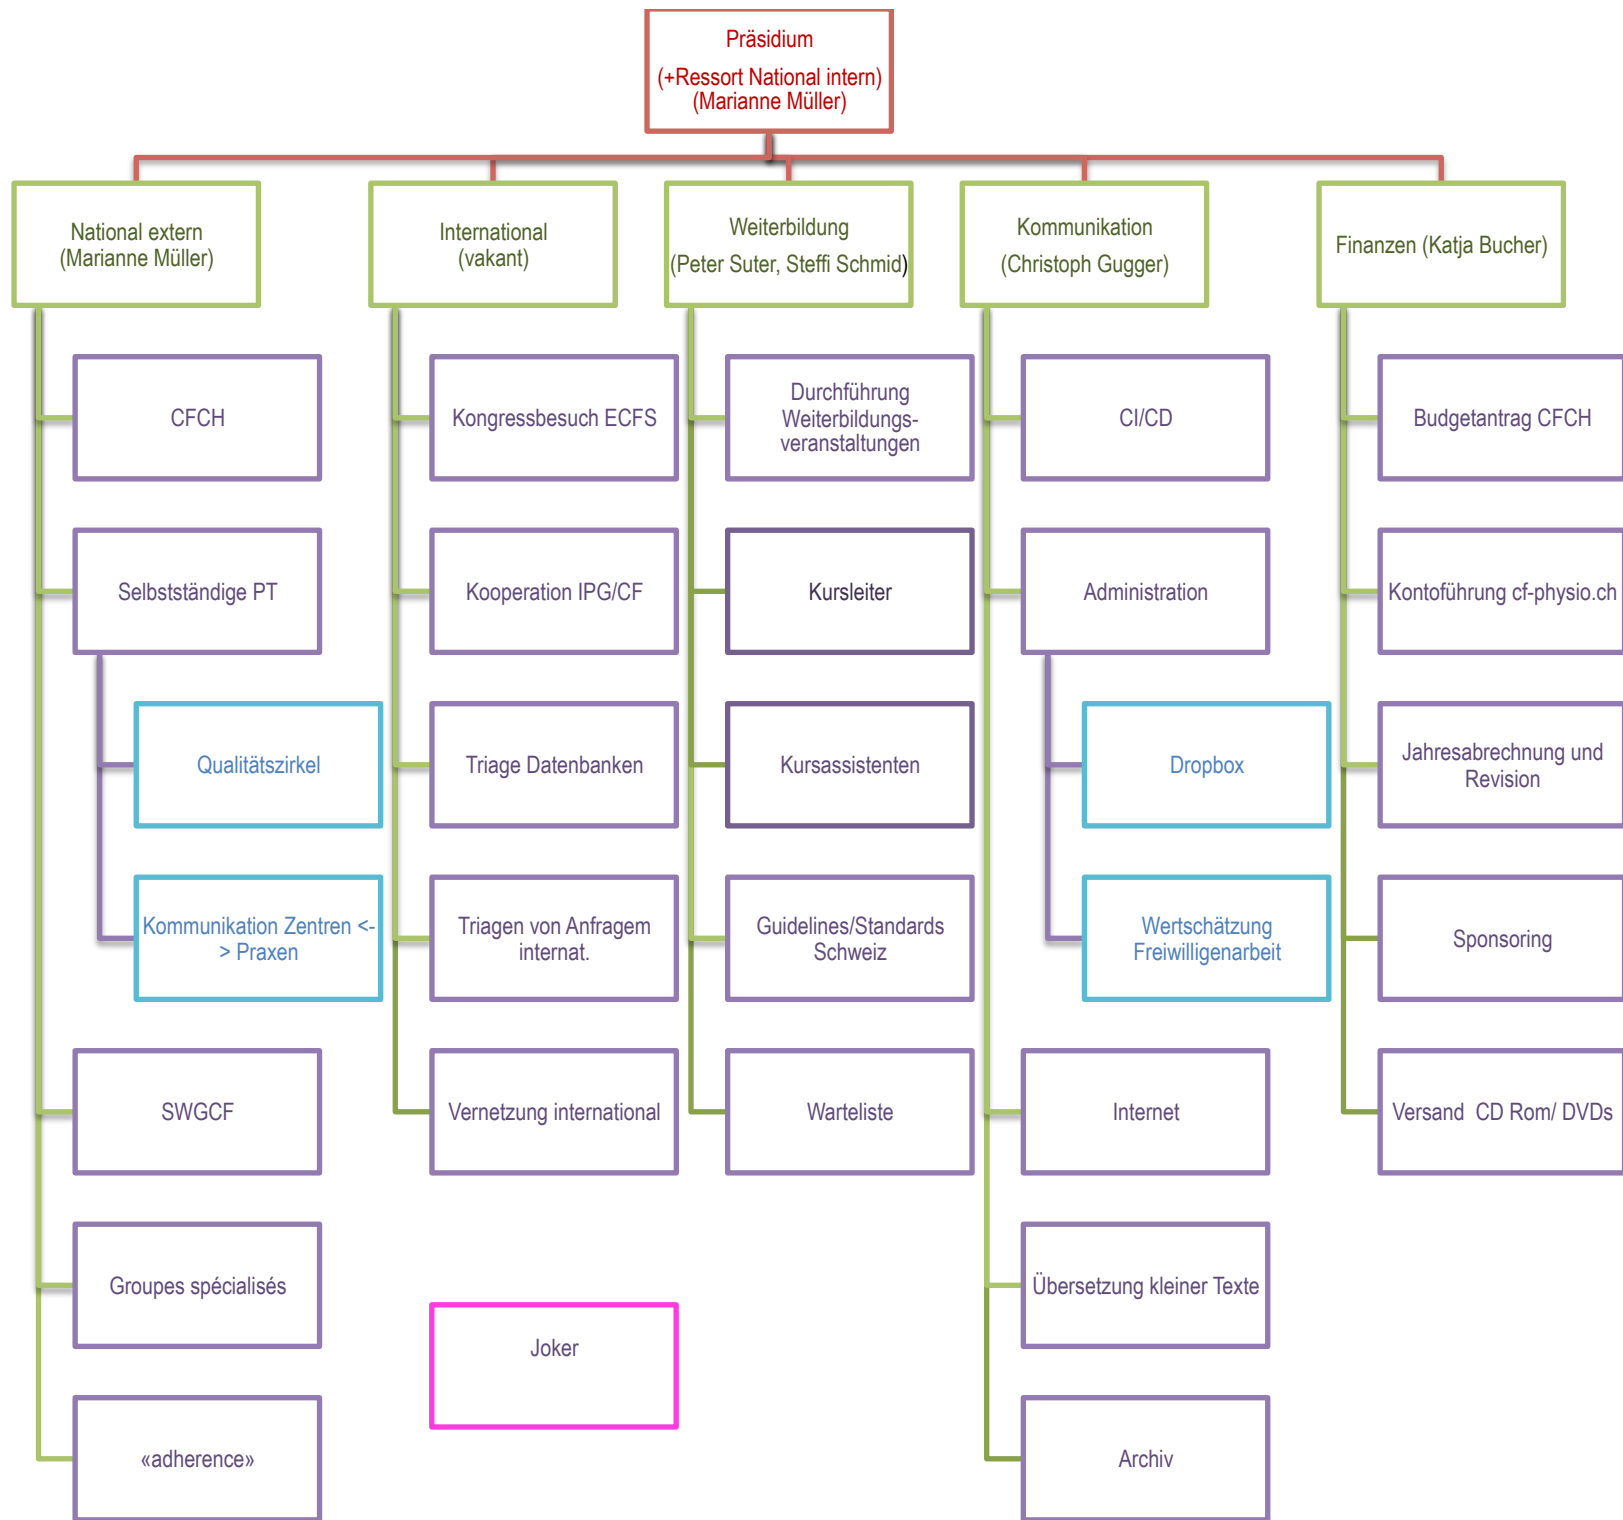 Präsidium
(+Ressort National intern)
(Marianne Müller)
National extern
(Marianne Müller)
International
(vakant)
Weiterbildung
(Peter Suter, Steffi Schmid)
Kommunikation
(Christoph Gugger)
Finanzen (Katja Bucher)
CFCH
Selbstständige PT
Qualitätszirkel
Kommunikation Zentren <-
> Praxen
SWGCF
Groupes spécialisés
«adherence»
Kongressbesuch ECFS
Kooperation IPG/CF
Triage Datenbanken
Triagen von Anfragem
internat.
Vernetzung international
Joker
Durchführung
Weiterbildungs-
veranstaltungen
Kursleiter
Kursassistenten
Guidelines/Standards
Schweiz
Warteliste
CI/CD
Administration
Dropbox
Wertschätzung
Freiwilligenarbeit
Internet
Übersetzung kleiner Texte
Archiv
Budgetantrag CFCH
Kontoführung cf-physio.ch
Jahresabrechnung und
Revision
Sponsoring
Versand  CD Rom/ DVDs